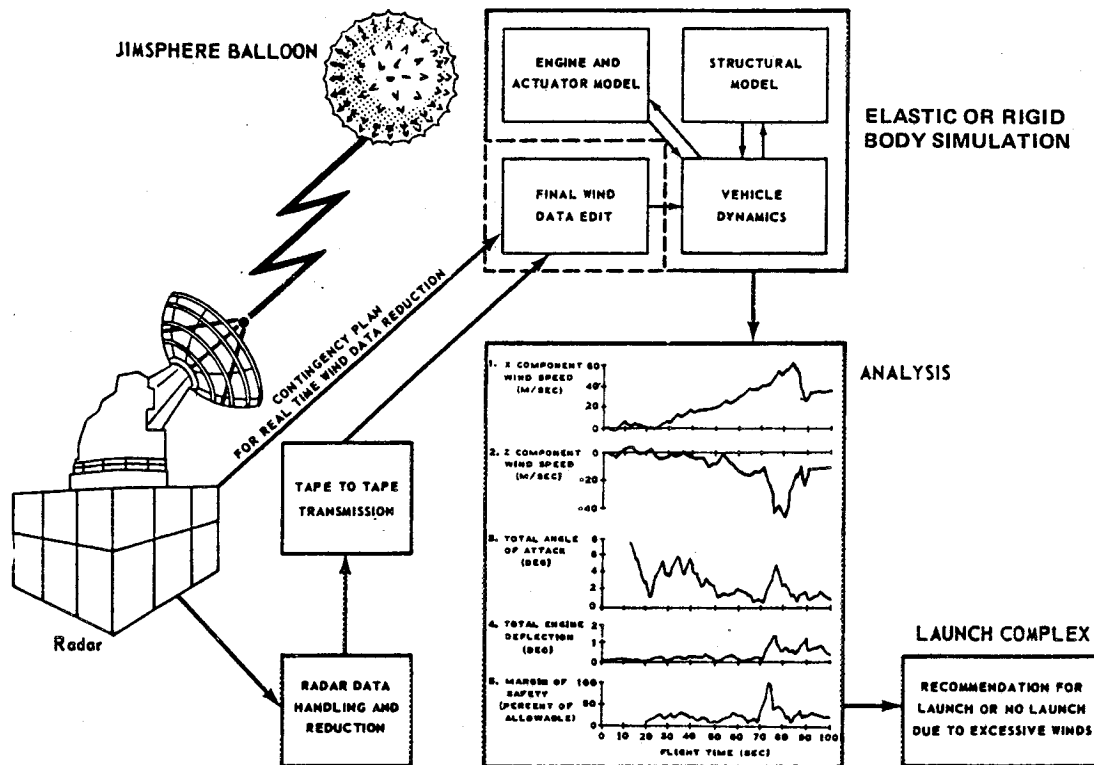 JIMSPHERE BALLOON
ENGINE AND
ACTUATOR MODEL
STRUCTURAL
MODEL
ELASTIC OR RIGID
BODY SIMULATION
FINAL WIND
DATA EDIT
VEHICLE
DYNAMICS
CONTINGENCY PLAN
FOR REAL TIME WIND DATA REDUCTION
TAPE TO TAPE
TRANSMISSION
Radar
RADAR DATA
HANDLING AND
REDUCTION
ANALYSIS
1. X COMPONENT
WIND SPEED
(M/SEC)
60
40
20
0
2. Z COMPONENT
WIND SPEED
(M/SEC)
0
-20
-40
3. TOTAL ANGLE
OF ATTACK
(DEG)
8
6
4
2
0
4. TOTAL ENGINE
DEFLECTION
(DEG)
2
1
0
5. MARGIN OF
SAFETY
(PERCENT OF
ALLOWABLE)
100
50
0
0 10 20 30 40 50 60 70 80 90 100
FLIGHT TIME (SEC)
LAUNCH COMPLEX
RECOMMENDATION FOR
LAUNCH OR NO LAUNCH
DUE TO EXCESSIVE WINDS